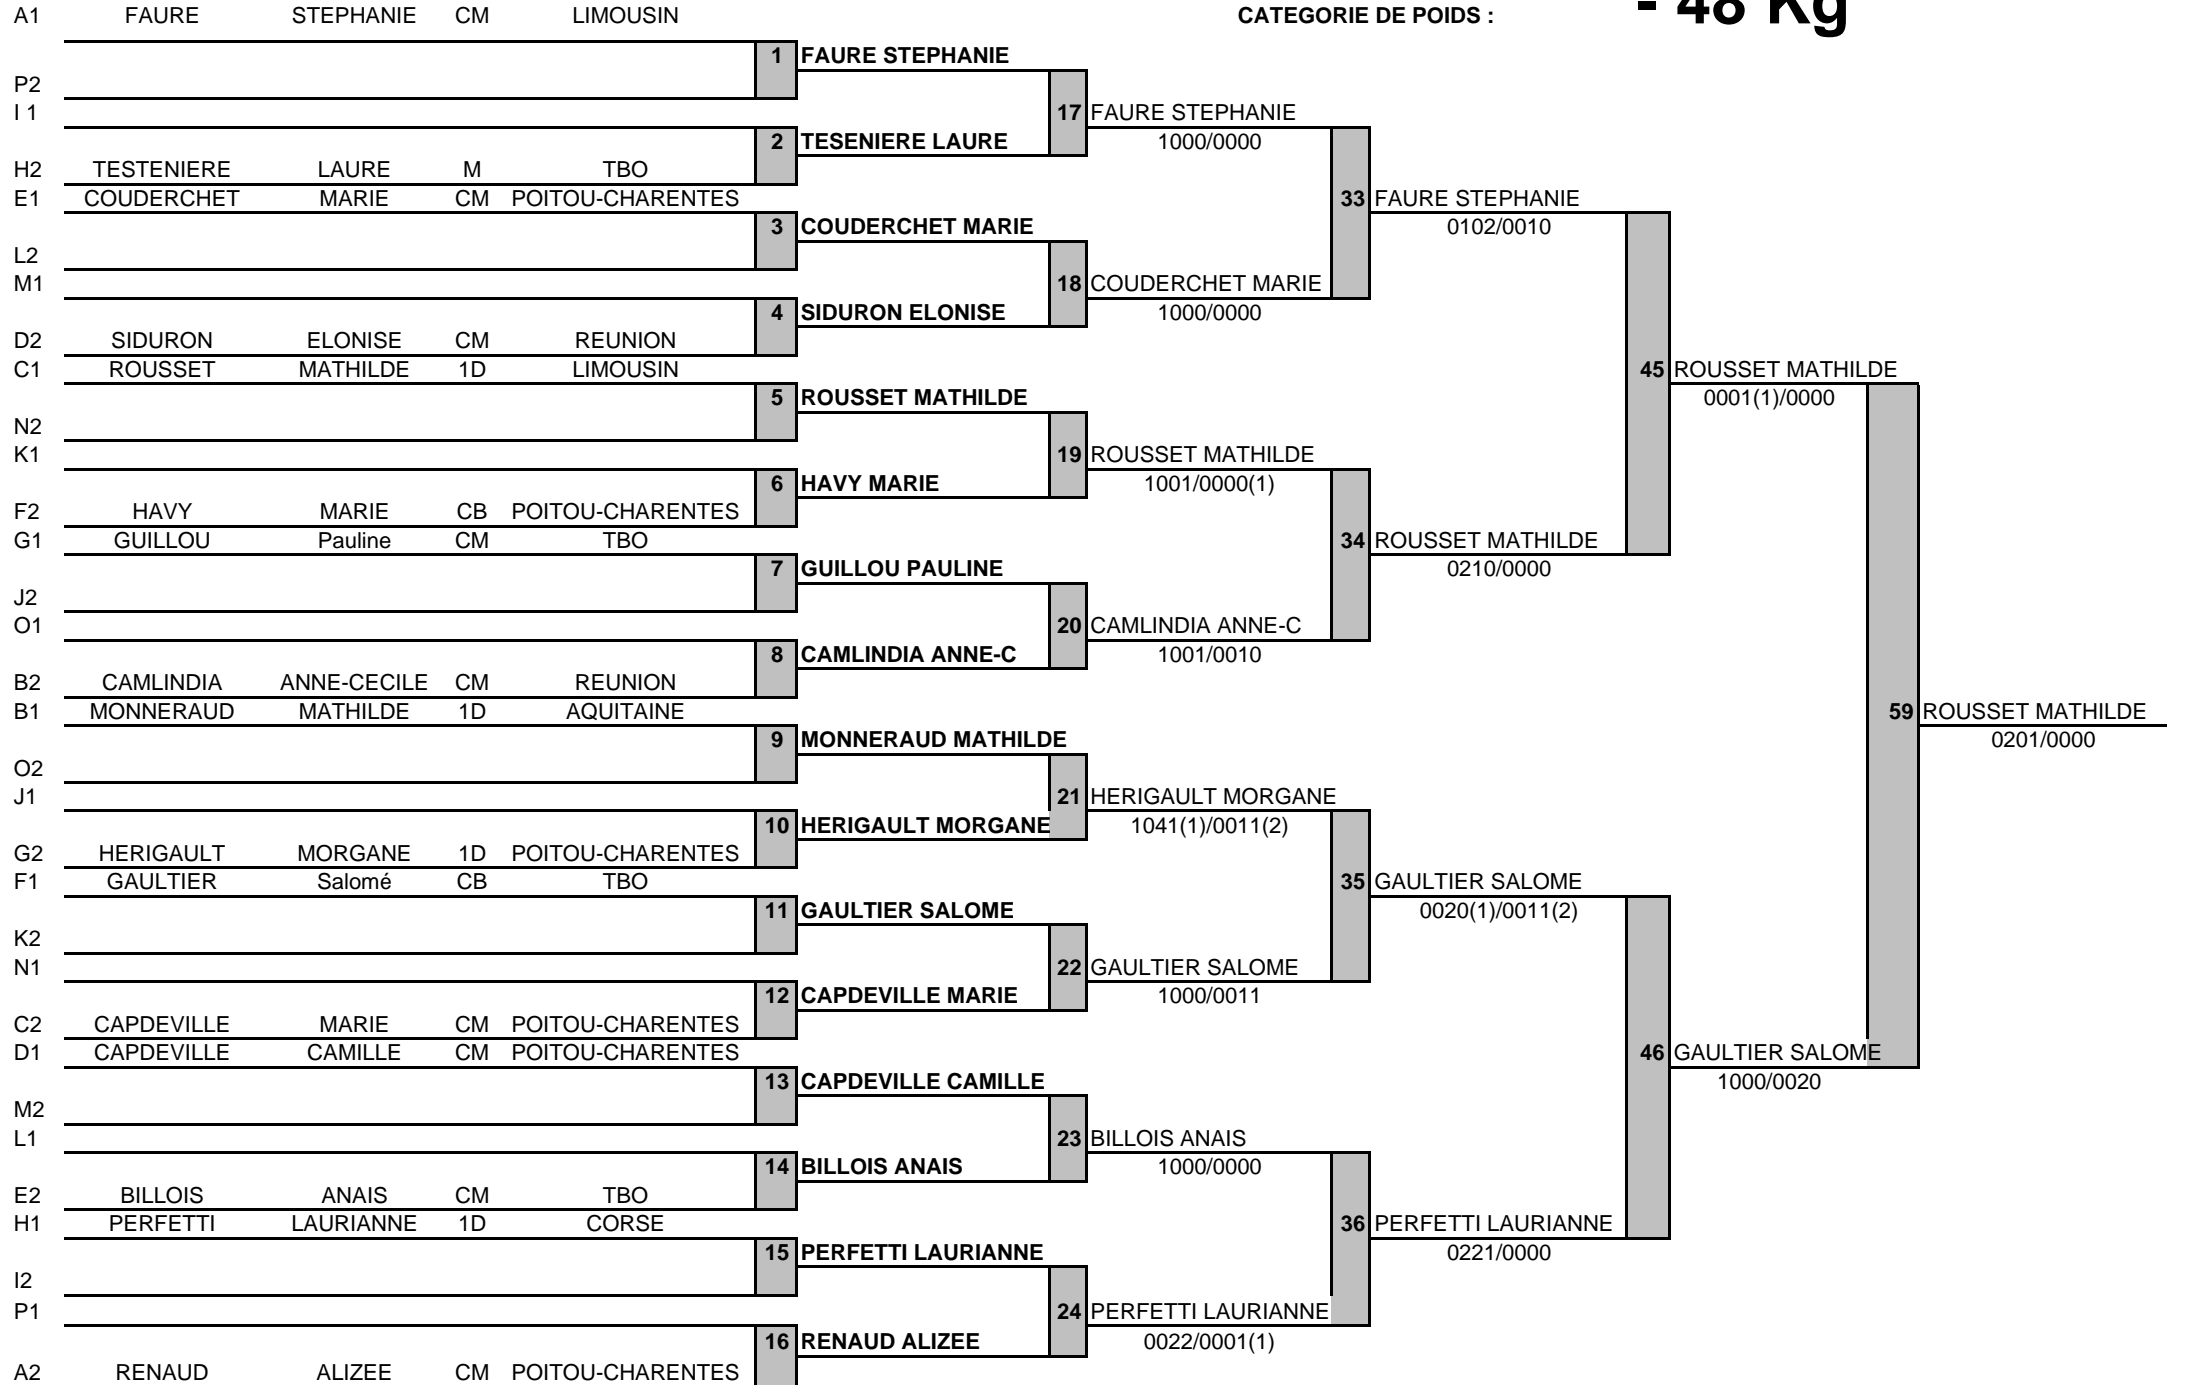 A1 FAURE STEPHANIE CM LIMOUSIN CATEGORIE DE POIDS : - 48 Kg
1 FAURE STEPHANIE
P2
I 1 17 FAURE STEPHANIE
2 TESENIERE LAURE 1000/0000
H2 TESTENIERE LAURE M TBO
E1 COUDERCHET MARIE CM POITOU-CHARENTES 33 FAURE STEPHANIE
3 COUDERCHET MARIE 0102/0010
L2
M1 18 COUDERCHET MARIE
4 SIDURON ELONISE 1000/0000
D2 SIDURON ELONISE CM REUNION
C1 ROUSSET MATHILDE 1D LIMOUSIN 45 ROUSSET MATHILDE
5 ROUSSET MATHILDE 0001(1)/0000
N2
K1 19 ROUSSET MATHILDE
6 HAVY MARIE 1001/0000(1)
F2 HAVY MARIE CB POITOU-CHARENTES
G1 GUILLOU Pauline CM TBO 34 ROUSSET MATHILDE
7 GUILLOU PAULINE 0210/0000
J2
O1 20 CAMLINDIA ANNE-C
8 CAMLINDIA ANNE-C 1001/0010
B2 CAMLINDIA ANNE-CECILE CM REUNION
B1 MONNERAUD MATHILDE 1D AQUITAINE 59 ROUSSET MATHILDE
9 MONNERAUD MATHILDE 0201/0000
O2
J1 21 HERIGAULT MORGANE
10 HERIGAULT MORGANE 1041(1)/0011(2)
G2 HERIGAULT MORGANE 1D POITOU-CHARENTES
F1 GAULTIER Salomé CB TBO 35 GAULTIER SALOME
11 GAULTIER SALOME 0020(1)/0011(2)
K2
N1 22 GAULTIER SALOME
12 CAPDEVILLE MARIE 1000/0011
C2 CAPDEVILLE MARIE CM POITOU-CHARENTES
D1 CAPDEVILLE CAMILLE CM POITOU-CHARENTES 46 GAULTIER SALOME
13 CAPDEVILLE CAMILLE 1000/0020
M2
L1 23 BILLOIS ANAIS
14 BILLOIS ANAIS 1000/0000
E2 BILLOIS ANAIS CM TBO
H1 PERFETTI LAURIANNE 1D CORSE 36 PERFETTI LAURIANNE
15 PERFETTI LAURIANNE 0221/0000
I2
P1 24 PERFETTI LAURIANNE
16 RENAUD ALIZEE 0022/0001(1)
A2 RENAUD ALIZEE CM POITOU-CHARENTES